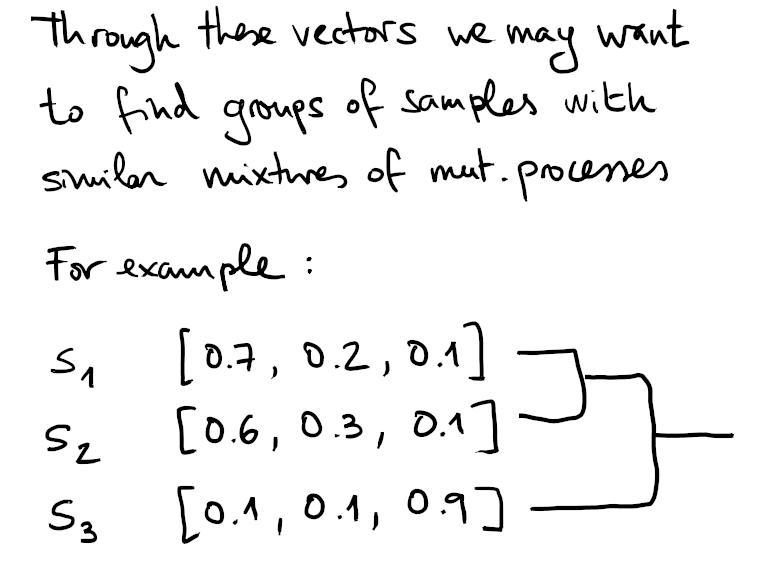 Through these vectors we may want
to find groups of samples with
similar mixtures of mut. processes
For example :
S1 [0.7, 0.2, 0.1]
S2 [0.6, 0.3, 0.1]
S3 [0.1, 0.1, 0.9]